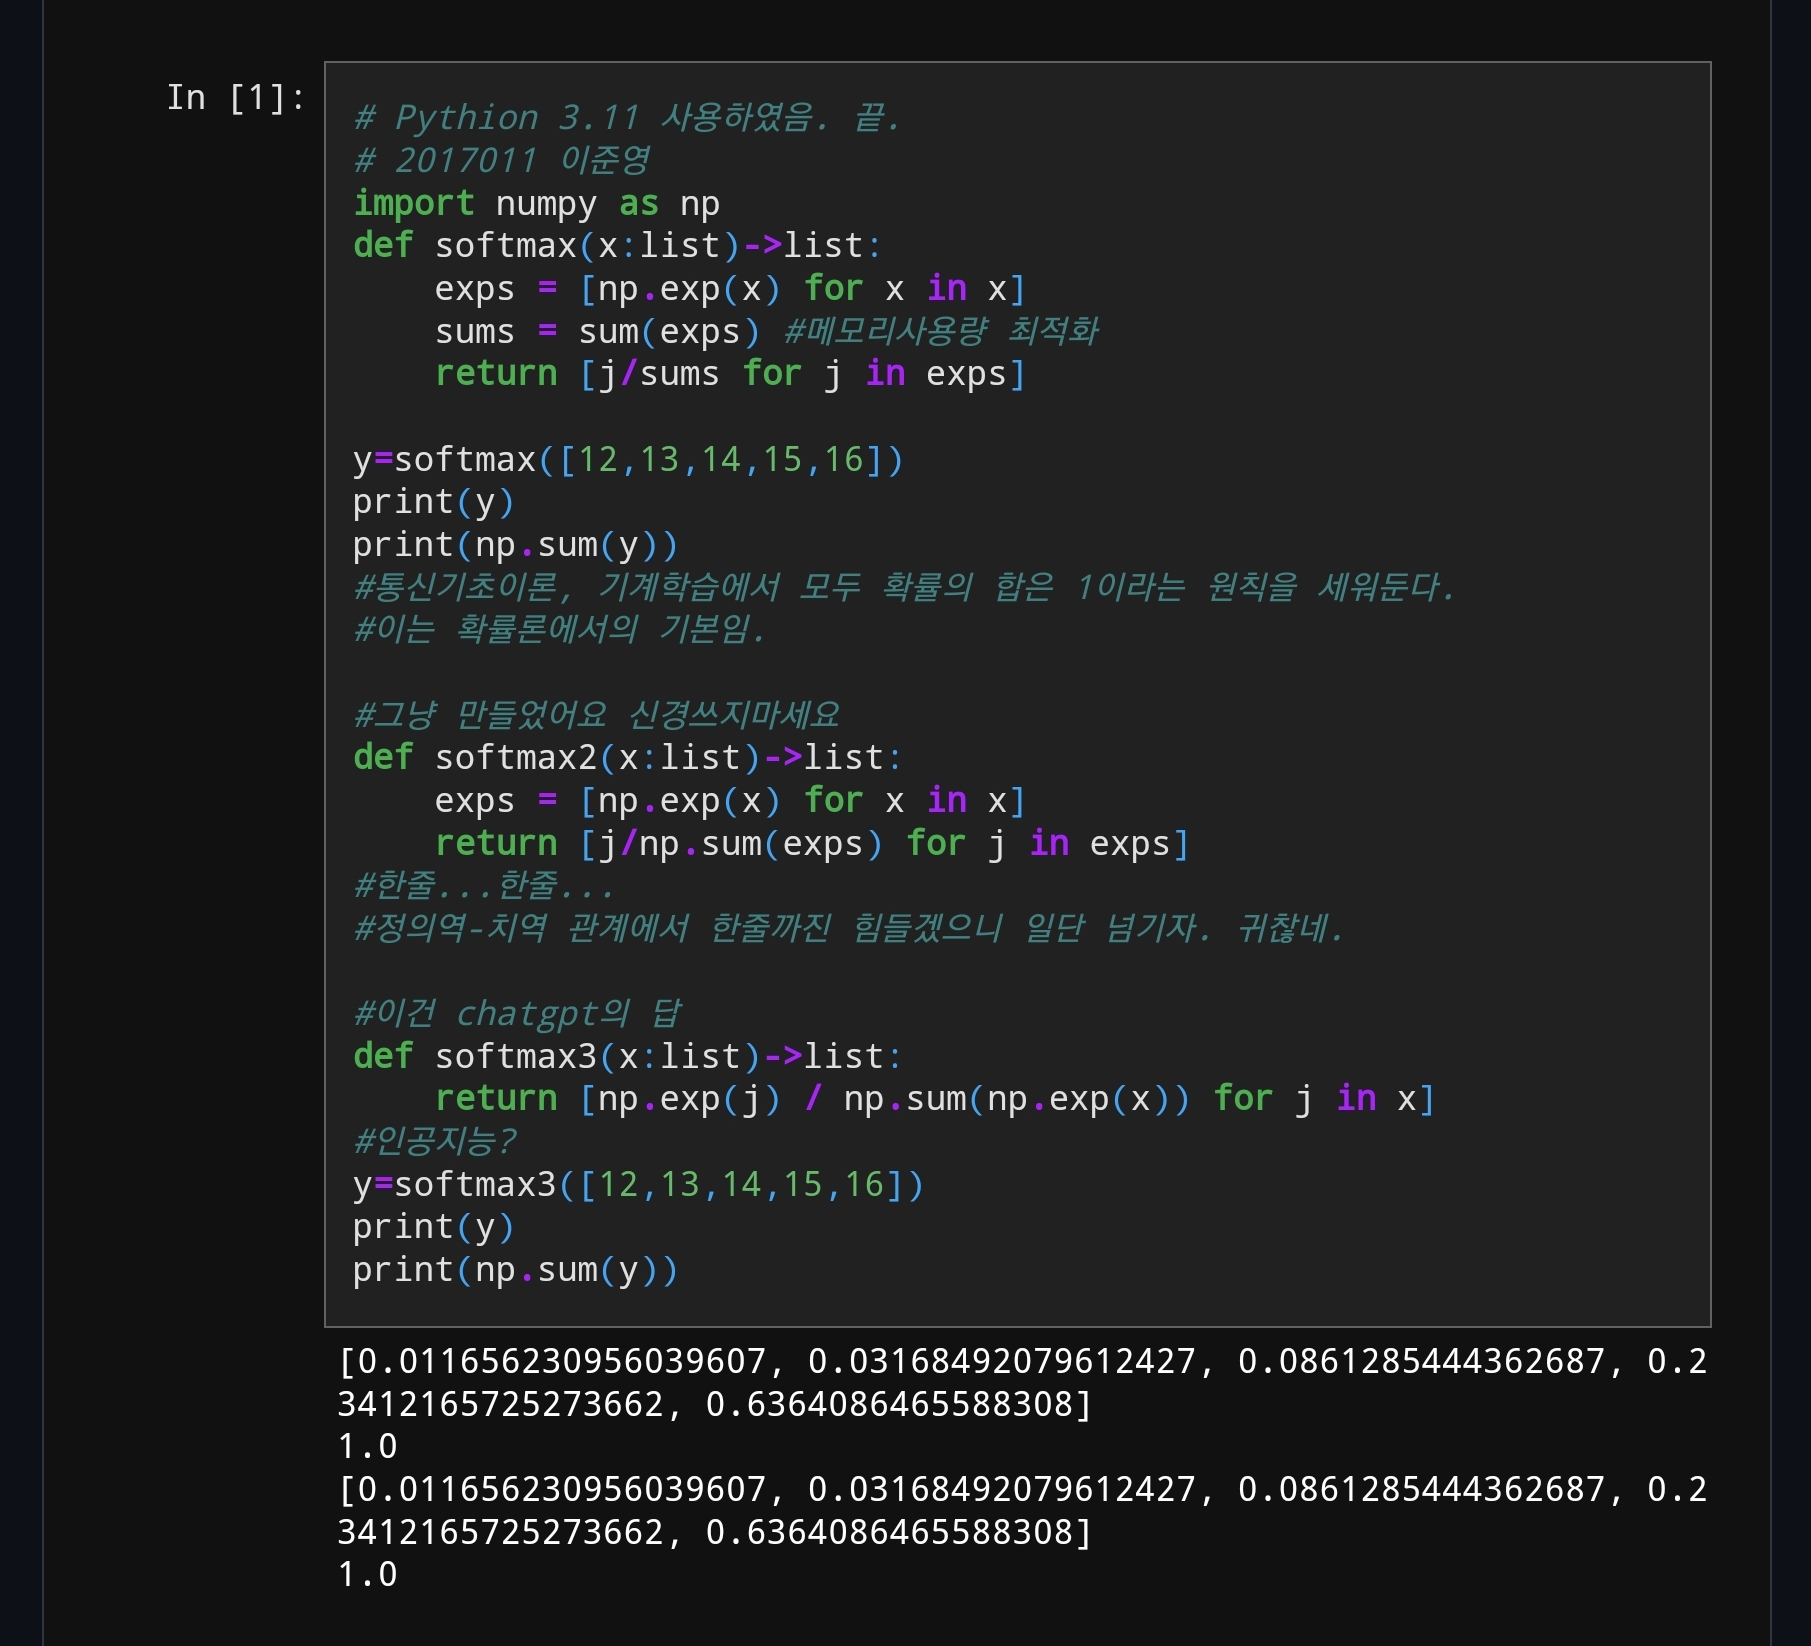 In [1]:
# Pythion 3.11 사용하였음. 끝.
# 2017011 이준영
import numpy as np
def softmax(x:list)->list:
    exps = [np.exp(x) for x in x]
    sums = sum(exps) #메모리사용량 최적화
    return [j/sums for j in exps]

y=softmax([12,13,14,15,16])
print(y)
print(np.sum(y))
#통신기초이론, 기계학습에서 모두 확률의 합은 1이라는 원칙을 세워둔다.
#이는 확률론에서의 기본임.

#그냥 만들었어요 신경쓰지마세요
def softmax2(x:list)->list:
    exps = [np.exp(x) for x in x]
    return [j/np.sum(exps) for j in exps]
#한줄...한줄...
#정의역-치역 관계에서 한줄까진 힘들겠으니 일단 넘기자. 귀찮네.

#이건 chatgpt의 답
def softmax3(x:list)->list:
    return [np.exp(j) / np.sum(np.exp(x)) for j in x]
#인공지능?
y=softmax3([12,13,14,15,16])
print(y)
print(np.sum(y))
[0.011656230956039607, 0.03168492079612427, 0.0861285444362687, 0.2
3412165725273662, 0.6364086465588308]
1.0
[0.011656230956039607, 0.03168492079612427, 0.0861285444362687, 0.2
3412165725273662, 0.6364086465588308]
1.0